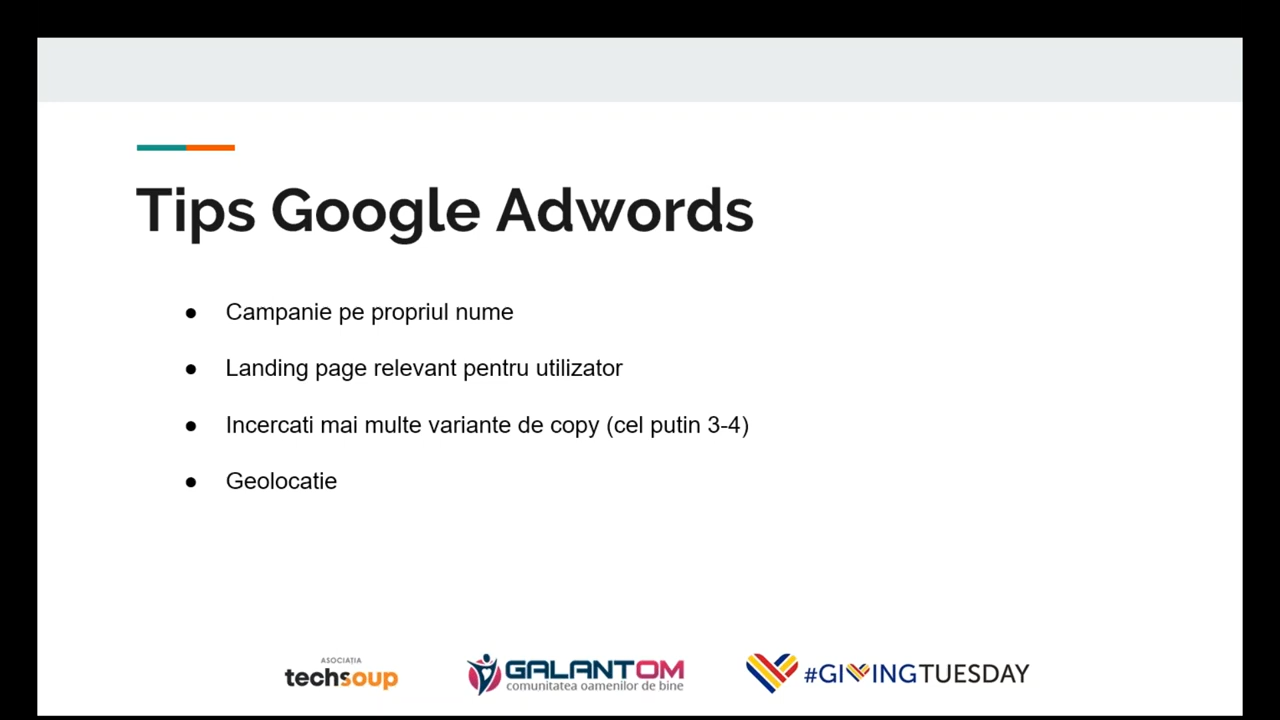 Tips Google Adwords
● Campanie pe propriul nume
● Landing page relevant pentru utilizator
● Incercati mai multe variante de copy (cel putin 3-4)
● Geolocatie
ASOCIAȚIA
techsoup
GALANTOM
comunitatea oamenilor de bine
#GIVINGTUESDAY